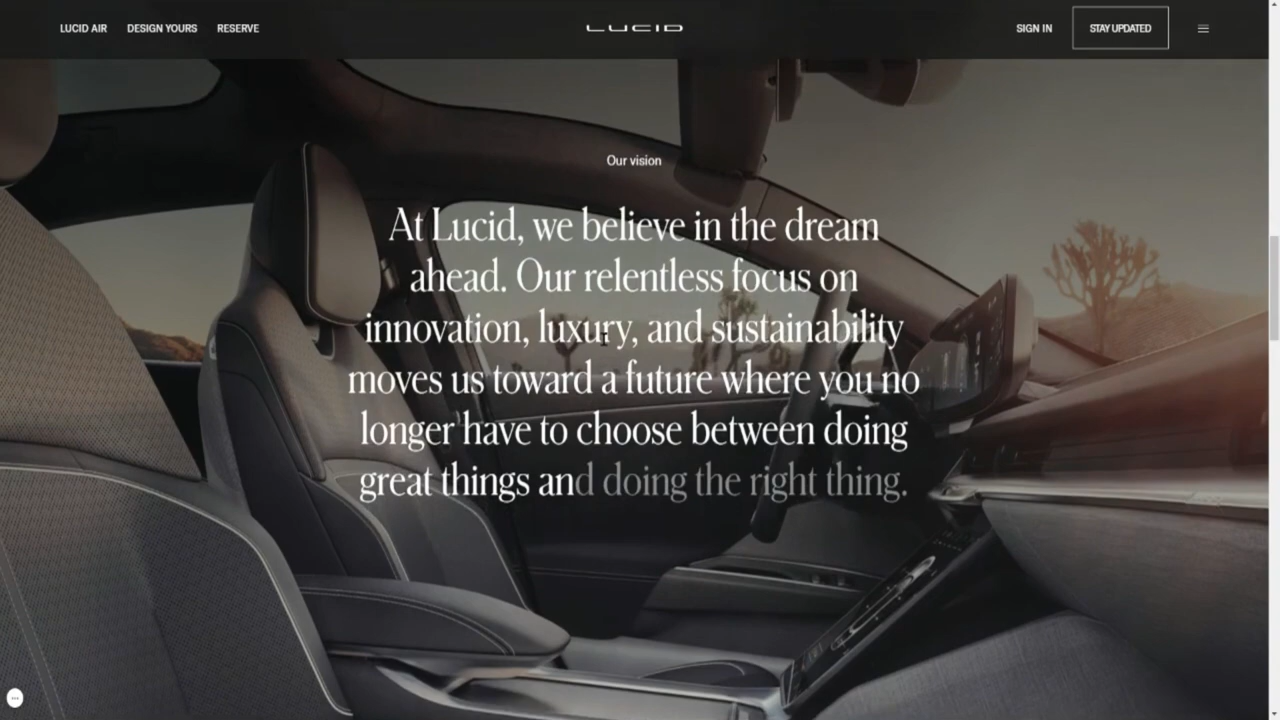 LUCID AIR DESIGN YOURS RESERVE LUCID SIGN IN STAY UPDATED
Our vision
At Lucid, we believe in the dream
ahead. Our relentless focus on
innovation, luxury, and sustainability
moves us toward a future where you no
longer have to choose between doing
great things and doing the right thing.